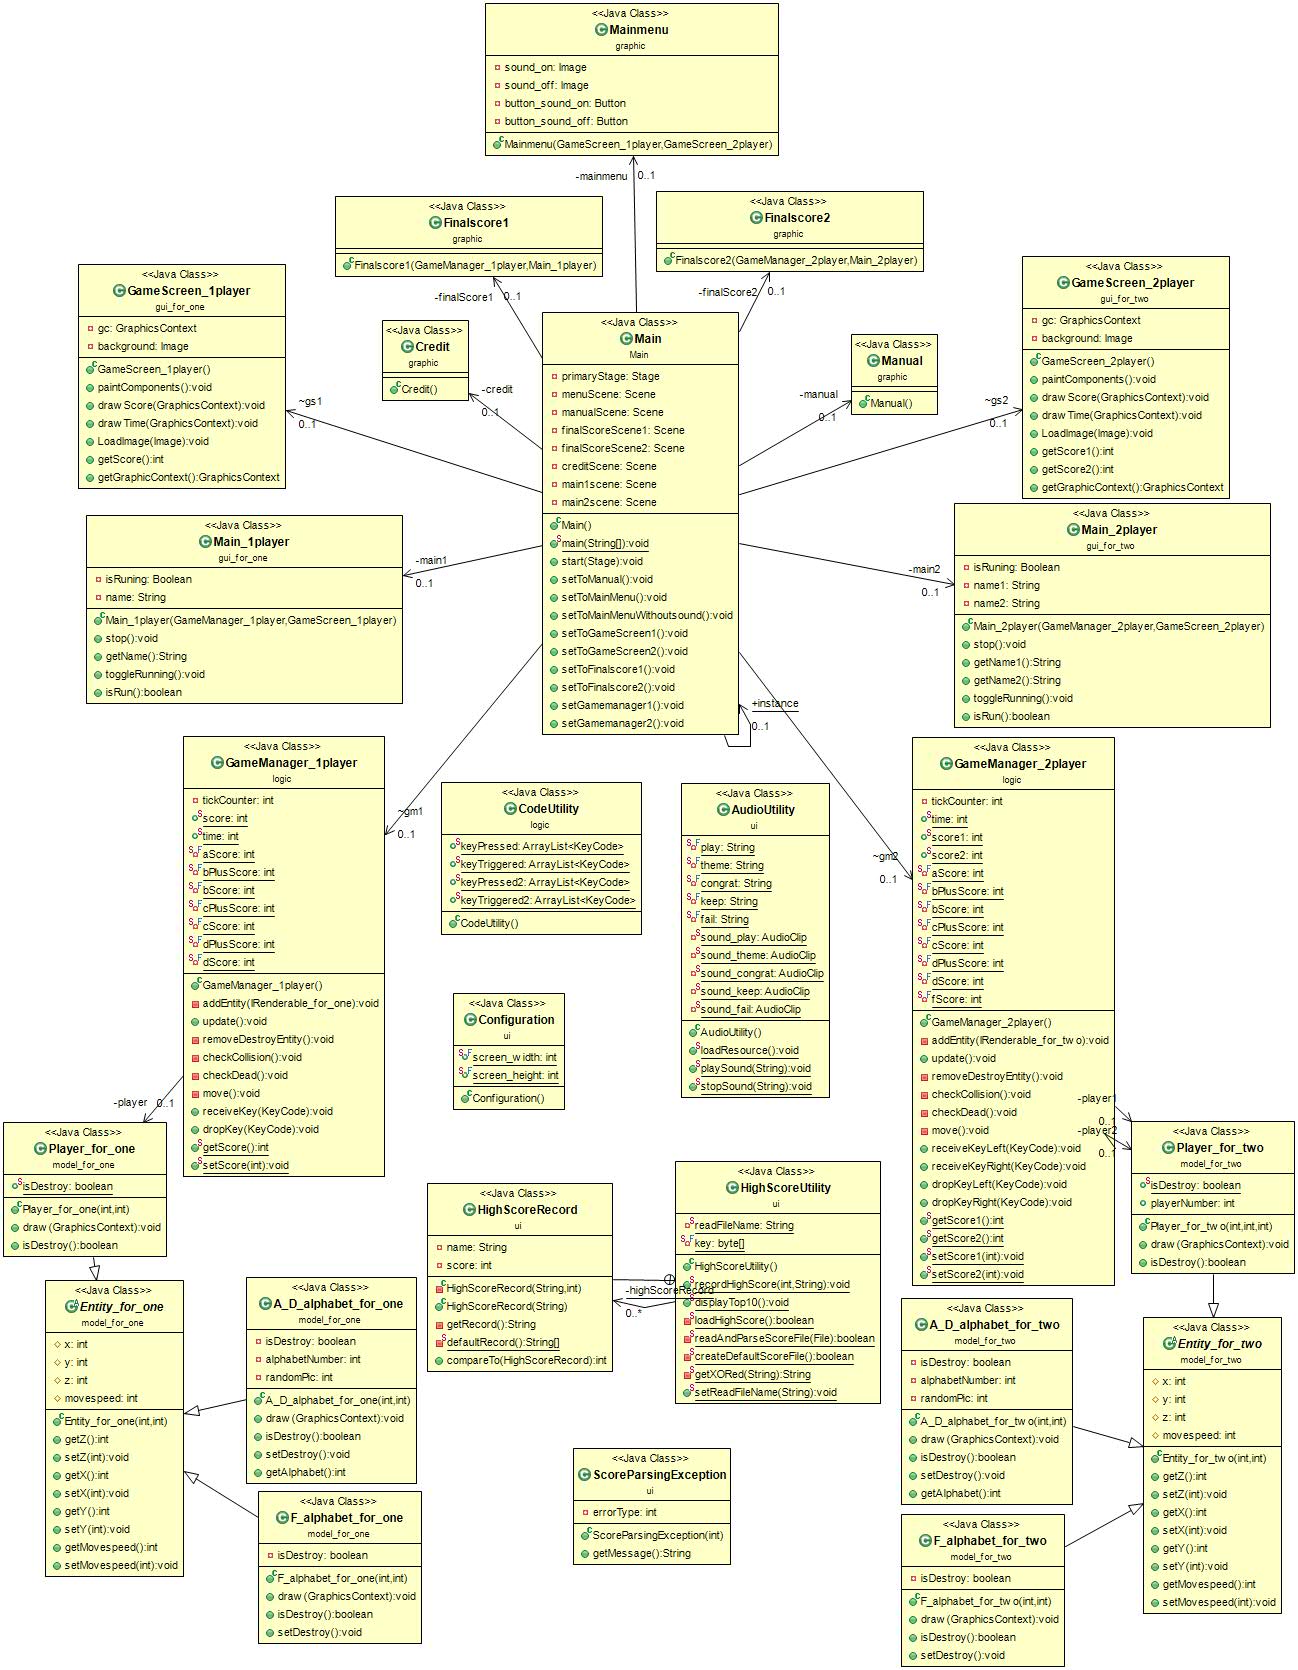 <<Java Class>>
Mainmenu
graphic
sound_on: Image
sound_off: Image
button_sound_on: Button
button_sound_off: Button
Mainmenu(GameScreen_1player,GameScreen_2player)
-mainmenu
0..1
<<Java Class>>
Finalscore1
graphic
Finalscore1(GameManager_1player,Main_1player)
-finalScore1
0..1
<<Java Class>>
Finalscore2
graphic
Finalscore2(GameManager_2player,Main_2player)
-finalScore2
0..1
<<Java Class>>
GameScreen_1player
gui_for_one
gc: GraphicsContext
background: Image
GameScreen_1player()
paintComponents():void
drawScore(GraphicsContext):void
drawTime(GraphicsContext):void
LoadImage(Image):void
getScore():int
getGraphicContext():GraphicsContext
~gs1
0..1
<<Java Class>>
Credit
graphic
Credit()
-credit
0..1
<<Java Class>>
Main
Main
primaryStage: Stage
menuScene: Scene
manualScene: Scene
finalScoreScene1: Scene
finalScoreScene2: Scene
creditScene: Scene
main1scene: Scene
main2scene: Scene
Main()
main(String[]):void
start(Stage):void
setToManual():void
setToMainMenu():void
setToMainMenuWithoutsound():void
setToGameScreen1():void
setToGameScreen2():void
setToFinalscore1():void
setToFinalscore2():void
setGamemanager1():void
setGamemanager2():void
+instance
0..1
<<Java Class>>
Manual
graphic
Manual()
-manual
0..1
<<Java Class>>
GameScreen_2player
gui_for_two
gc: GraphicsContext
background: Image
GameScreen_2player()
paintComponents():void
drawScore(GraphicsContext):void
drawTime(GraphicsContext):void
LoadImage(Image):void
getScore1():int
getScore2():int
getGraphicContext():GraphicsContext
~gs2
0..1
<<Java Class>>
Main_1player
gui_for_one
isRuning: Boolean
name: String
Main_1player(GameManager_1player,GameScreen_1player)
stop():void
getName():String
toggleRunning():void
isRun():boolean
-main1
0..1
<<Java Class>>
Main_2player
gui_for_two
isRuning: Boolean
name1: String
name2: String
Main_2player(GameManager_2player,GameScreen_2player)
stop():void
getName1():String
getName2():String
toggleRunning():void
isRun():boolean
-main2
0..1
<<Java Class>>
GameManager_1player
logic
tickCounter: int
score: int
time: int
aScore: int
bPlusScore: int
bScore: int
cPlusScore: int
cScore: int
dPlusScore: int
dScore: int
GameManager_1player()
addEntity(IRenderable_for_one):void
update():void
removeDestroyEntity():void
checkCollision():void
checkDead():void
move():void
receiveKey(KeyCode):void
dropKey(KeyCode):void
getScore():int
setScore(int):void
~gm1
0..1
<<Java Class>>
CodeUtility
logic
keyPressed: ArrayList<KeyCode>
keyTriggered: ArrayList<KeyCode>
keyPressed2: ArrayList<KeyCode>
keyTriggered2: ArrayList<KeyCode>
CodeUtility()
<<Java Class>>
AudioUtility
ui
play: String
theme: String
congrat: String
keep: String
fail: String
sound_play: AudioClip
sound_theme: AudioClip
sound_congrat: AudioClip
sound_keep: AudioClip
sound_fail: AudioClip
AudioUtility()
loadResource():void
playSound(String):void
stopSound(String):void
<<Java Class>>
GameManager_2player
logic
tickCounter: int
time: int
score1: int
score2: int
aScore: int
bPlusScore: int
bScore: int
cPlusScore: int
cScore: int
dPlusScore: int
dScore: int
fScore: int
GameManager_2player()
addEntity(IRenderable_for_two):void
update():void
removeDestroyEntity():void
checkCollision():void
checkDead():void
move():void
receiveKeyLeft(KeyCode):void
receiveKeyRight(KeyCode):void
dropKeyLeft(KeyCode):void
dropKeyRight(KeyCode):void
getScore1():int
getScore2():int
setScore1(int):void
setScore2(int):void
~gm2
0..1
<<Java Class>>
Configuration
ui
screen_width: int
screen_height: int
Configuration()
-player
0..1
<<Java Class>>
Player_for_one
model_for_one
isDestroy: boolean
Player_for_one(int,int)
draw(GraphicsContext):void
isDestroy():boolean
-player1
0..1
-player2
0..1
<<Java Class>>
Player_for_two
model_for_two
isDestroy: boolean
playerNumber: int
Player_for_two(int,int,int)
draw(GraphicsContext):void
isDestroy():boolean
<<Java Class>>
HighScoreRecord
ui
name: String
score: int
HighScoreRecord(String,int)
HighScoreRecord(String)
getRecord():String
defaultRecord():String[]
compareTo(HighScoreRecord):int
-highScoreRecord
0..*
<<Java Class>>
HighScoreUtility
ui
readFileName: String
key: byte[]
HighScoreUtility()
recordHighScore(int,String):void
displayTop10():void
loadHighScore():boolean
readAndParseScoreFile(File):boolean
createDefaultScoreFile():boolean
getXORed(String):String
setReadFileName(String):void
<<Java Class>>
Entity_for_one
model_for_one
x: int
y: int
z: int
movespeed: int
Entity_for_one(int,int)
getZ():int
setZ(int):void
getX():int
setX(int):void
getY():int
setY(int):void
getMovespeed():int
setMovespeed(int):void
<<Java Class>>
A_D_alphabet_for_one
model_for_one
isDestroy: boolean
alphabetNumber: int
randomPic: int
A_D_alphabet_for_one(int,int)
draw(GraphicsContext):void
isDestroy():boolean
setDestroy():void
getAlphabet():int
<<Java Class>>
F_alphabet_for_one
model_for_one
isDestroy: boolean
F_alphabet_for_one(int,int)
draw(GraphicsContext):void
isDestroy():boolean
setDestroy():void
<<Java Class>>
ScoreParsingException
ui
errorType: int
ScoreParsingException(int)
getMessage():String
<<Java Class>>
A_D_alphabet_for_two
model_for_two
isDestroy: boolean
alphabetNumber: int
randomPic: int
A_D_alphabet_for_two(int,int)
draw(GraphicsContext):void
isDestroy():boolean
setDestroy():void
getAlphabet():int
<<Java Class>>
F_alphabet_for_two
model_for_two
isDestroy: boolean
F_alphabet_for_two(int,int)
draw(GraphicsContext):void
isDestroy():boolean
setDestroy():void
<<Java Class>>
Entity_for_two
model_for_two
x: int
y: int
z: int
movespeed: int
Entity_for_two(int,int)
getZ():int
setZ(int):void
getX():int
setX(int):void
getY():int
setY(int):void
getMovespeed():int
setMovespeed(int):void